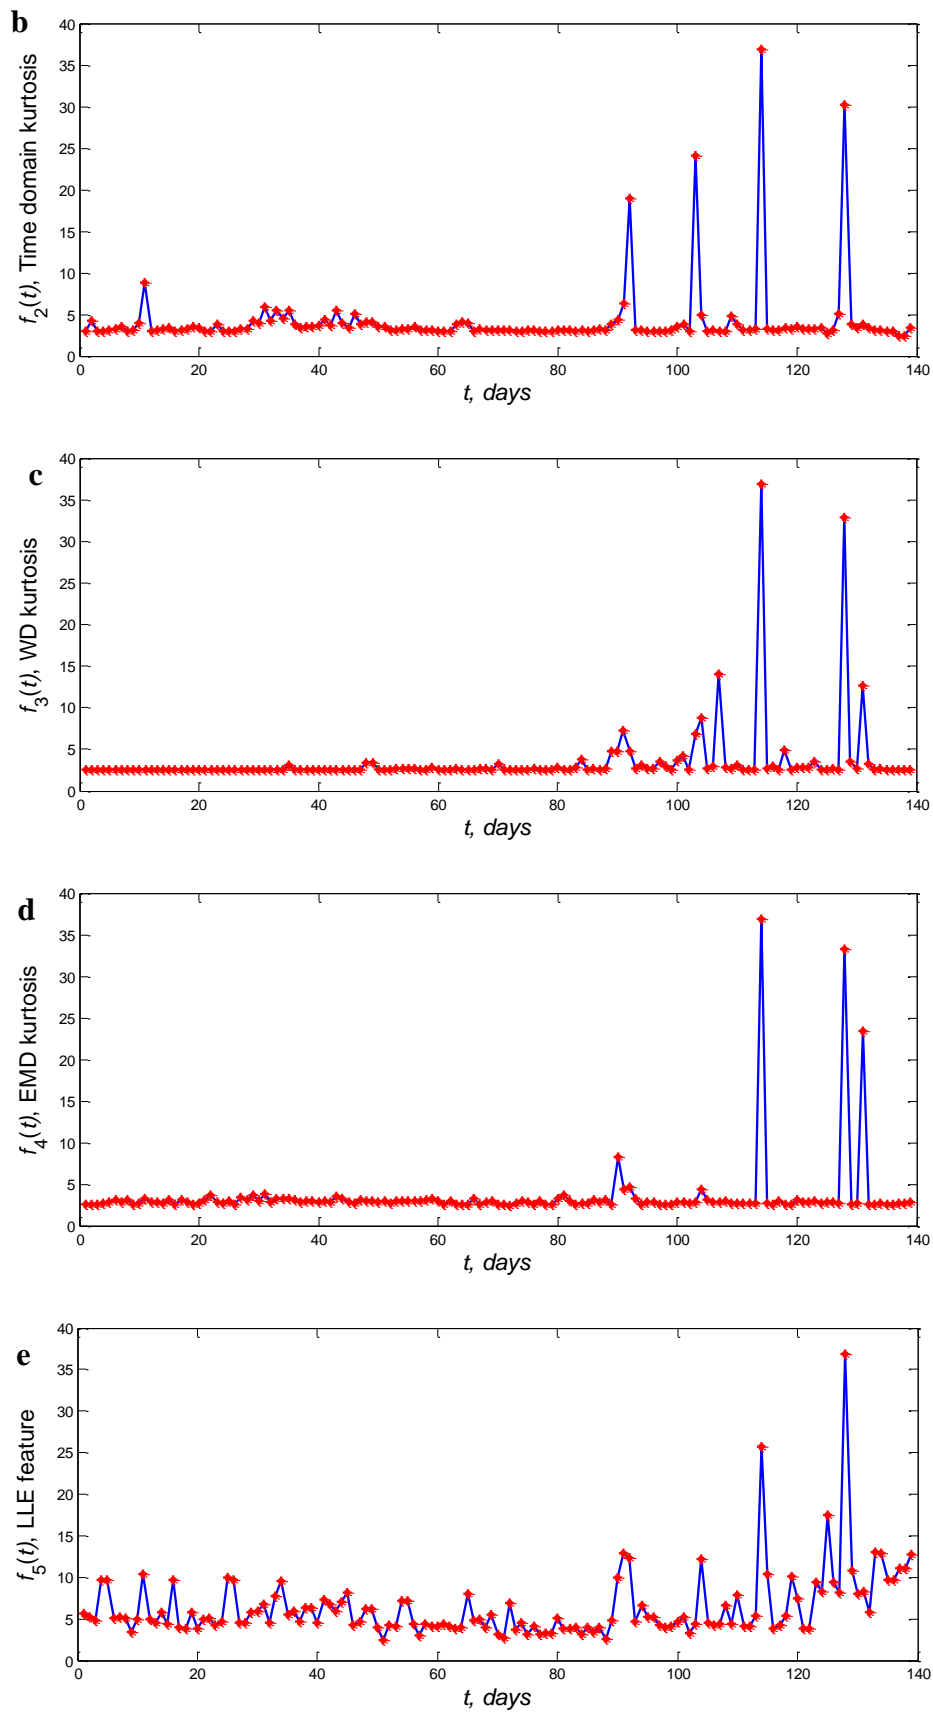 b
40
35
30
25
20
15
10
5
0
f2(t), Time domain kurtosis
0 20 40 60 80 100 120 140
t, days
c
40
35
30
25
20
15
10
5
0
f3(t), WD kurtosis
0 20 40 60 80 100 120 140
t, days
d
40
35
30
25
20
15
10
5
0
f4(t), EMD kurtosis
0 20 40 60 80 100 120 140
t, days
e
40
35
30
25
20
15
10
5
0
f5(t), LLE feature
0 20 40 60 80 100 120 140
t, days